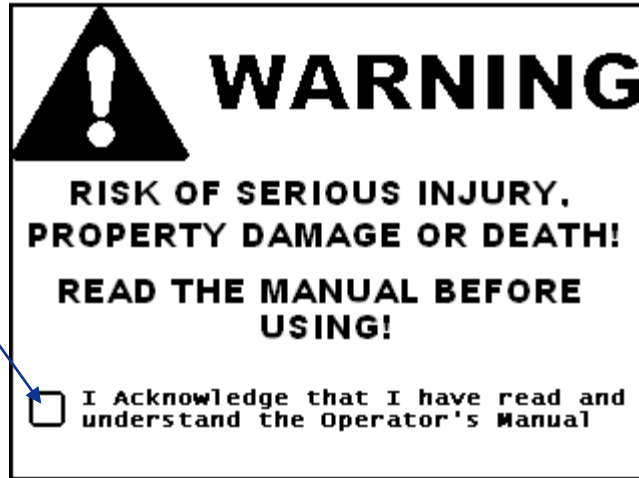 WARNING
RISK OF SERIOUS INJURY,
PROPERTY DAMAGE OR DEATH!
READ THE MANUAL BEFORE
USING!
I Acknowledge that I have read and
understand the Operator's Manual